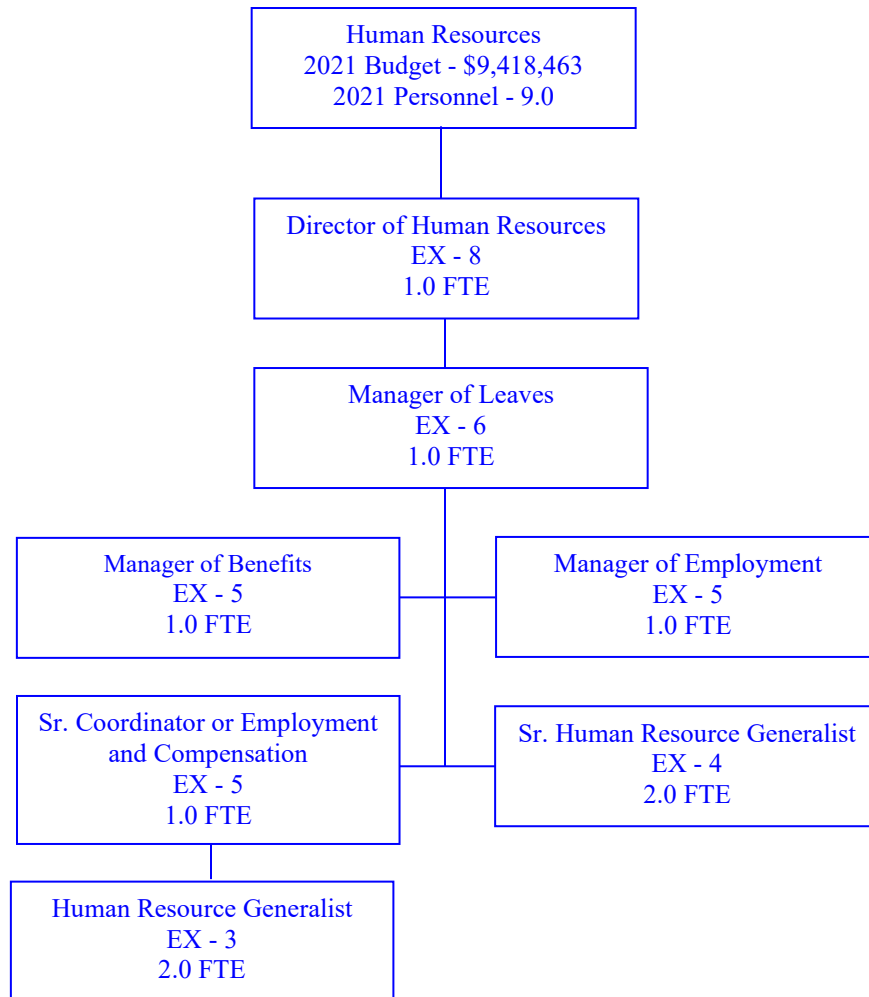 Human Resources
2021 Budget - $9,418,463
2021 Personnel - 9.0
Director of Human Resources
EX - 8
1.0 FTE
Manager of Leaves
EX - 6
1.0 FTE
Manager of Benefits
EX - 5
1.0 FTE
Manager of Employment
EX - 5
1.0 FTE
Sr. Coordinator or Employment
and Compensation
EX - 5
1.0 FTE
Sr. Human Resource Generalist
EX - 4
2.0 FTE
Human Resource Generalist
EX - 3
2.0 FTE